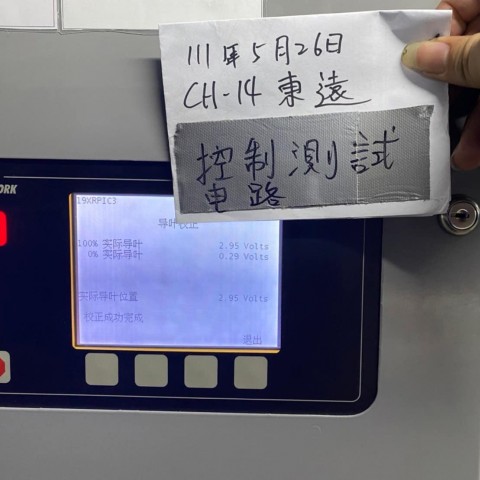 111年5月26日
CH-14 東遠
控制測試
电路
ORK
19XRPIC3
导叶校正
100% 实际导叶 2.95 Volts
0% 实际导叶 0.29 Volts
实际导叶位置 2.95 Volts
校正成功完成
退出